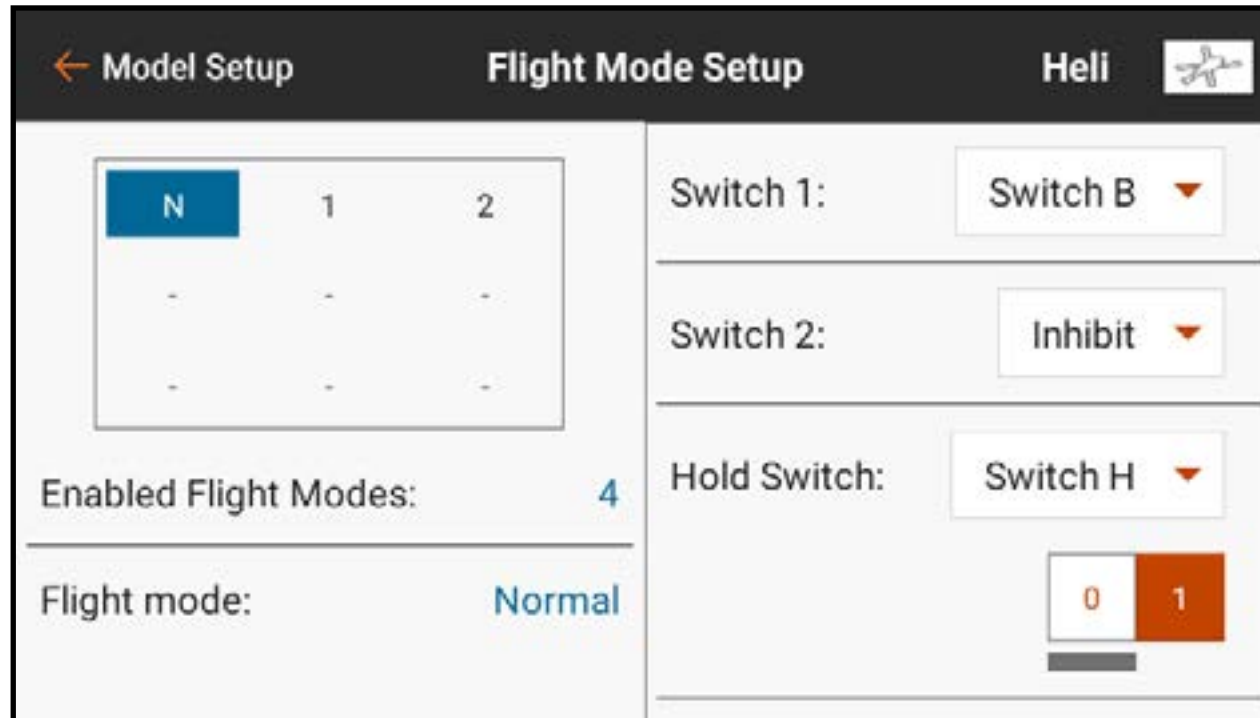 ← Model Setup Flight Mode Setup Heli
N 1 2
- - -
- - -
Enabled Flight Modes: 4
Flight mode: Normal
Switch 1: Switch B
Switch 2: Inhibit
Hold Switch: Switch H
0 1